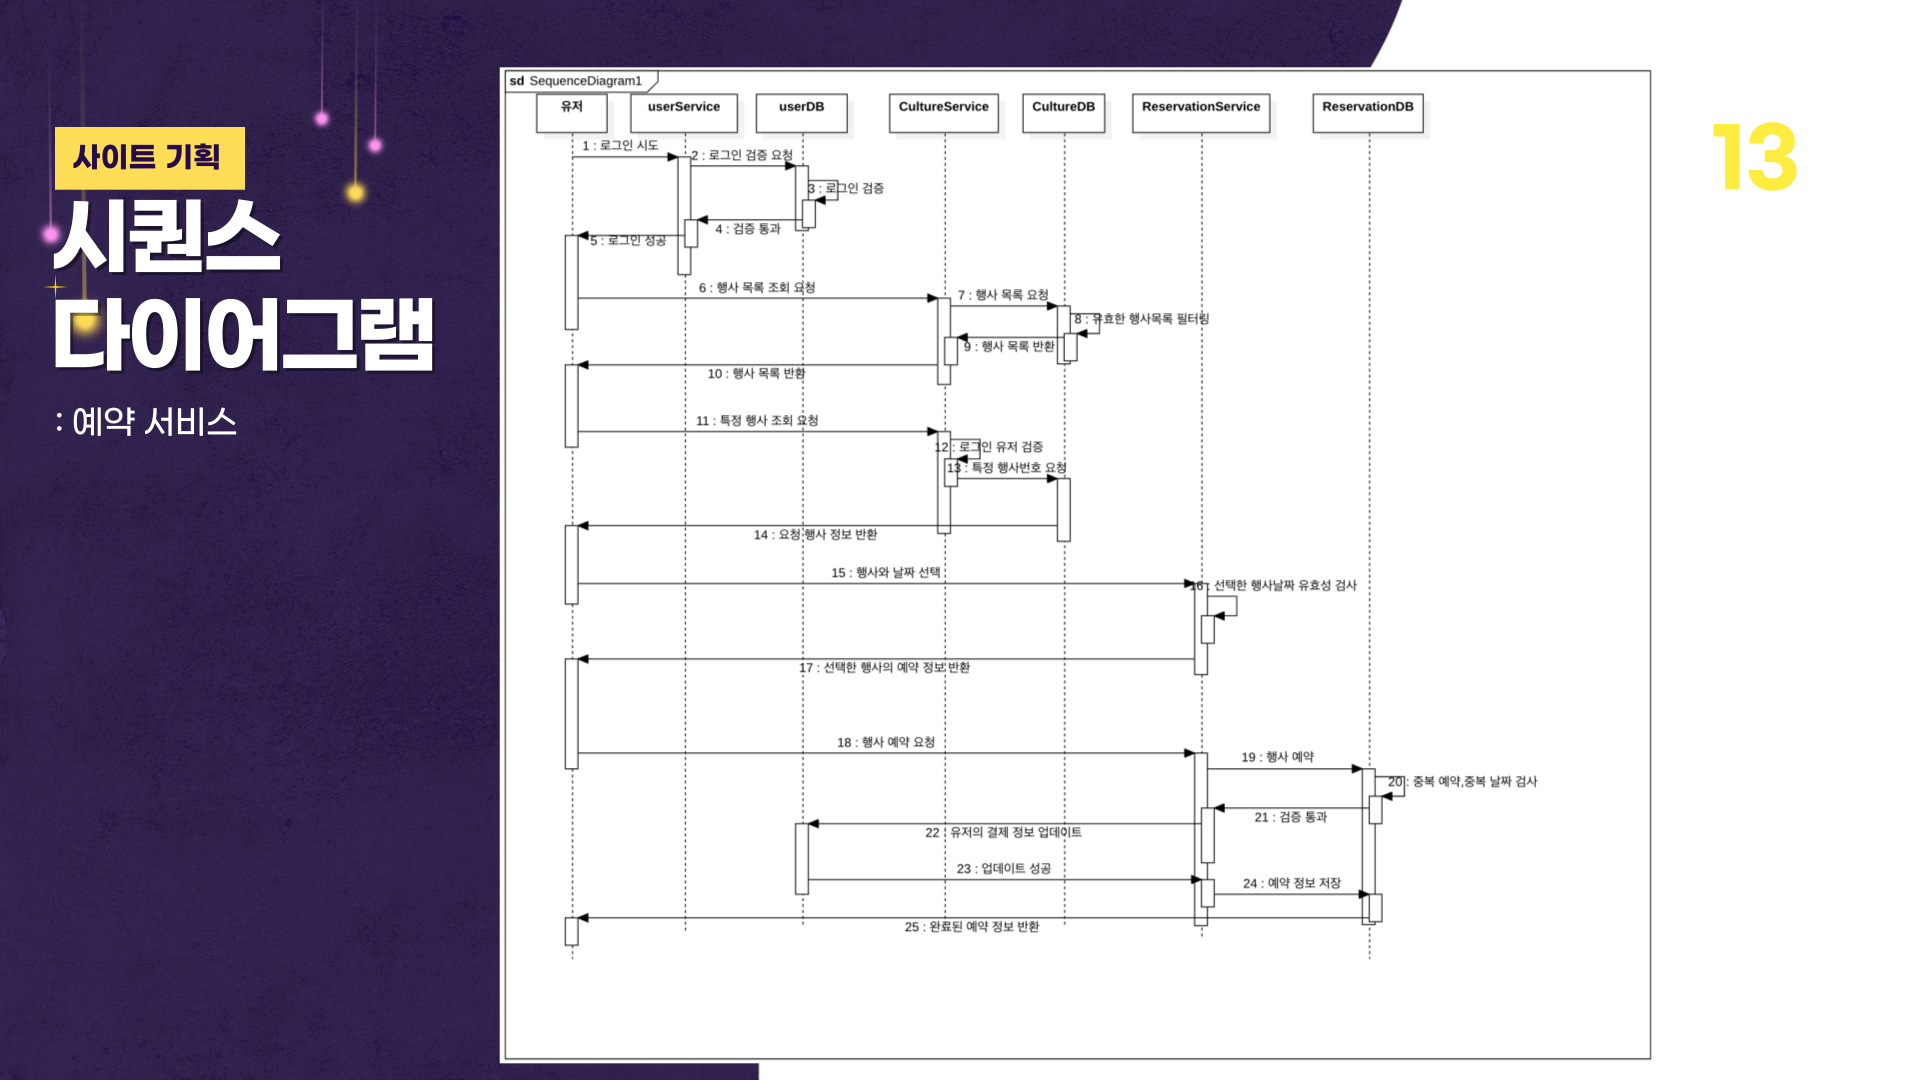 사이트 기획
시퀀스
다이어그램
: 예약 서비스
13
sd SequenceDiagram1
유저
userService
userDB
CultureService
CultureDB
ReservationService
ReservationDB
1 : 로그인 시도
2 : 로그인 검증 요청
3 : 로그인 검증
4 : 검증 통과
5 : 로그인 성공
6 : 행사 목록 조회 요청
7 : 행사 목록 요청
8 : 유효한 행사목록 필터링
9 : 행사 목록 반환
10 : 행사 목록 반환
11 : 특정 행사 조회 요청
12 : 로그인 유저 검증
13 : 특정 행사번호 요청
14 : 요청 행사 정보 반환
15 : 행사와 날짜 선택
16 : 선택한 행사날짜 유효성 검사
17 : 선택한 행사의 예약 정보 반환
18 : 행사 예약 요청
19 : 행사 예약
20 : 중복 예약,중복 날짜 검사
21 : 검증 통과
22 : 유저의 결제 정보 업데이트
23 : 업데이트 성공
24 : 예약 정보 저장
25 : 완료된 예약 정보 반환